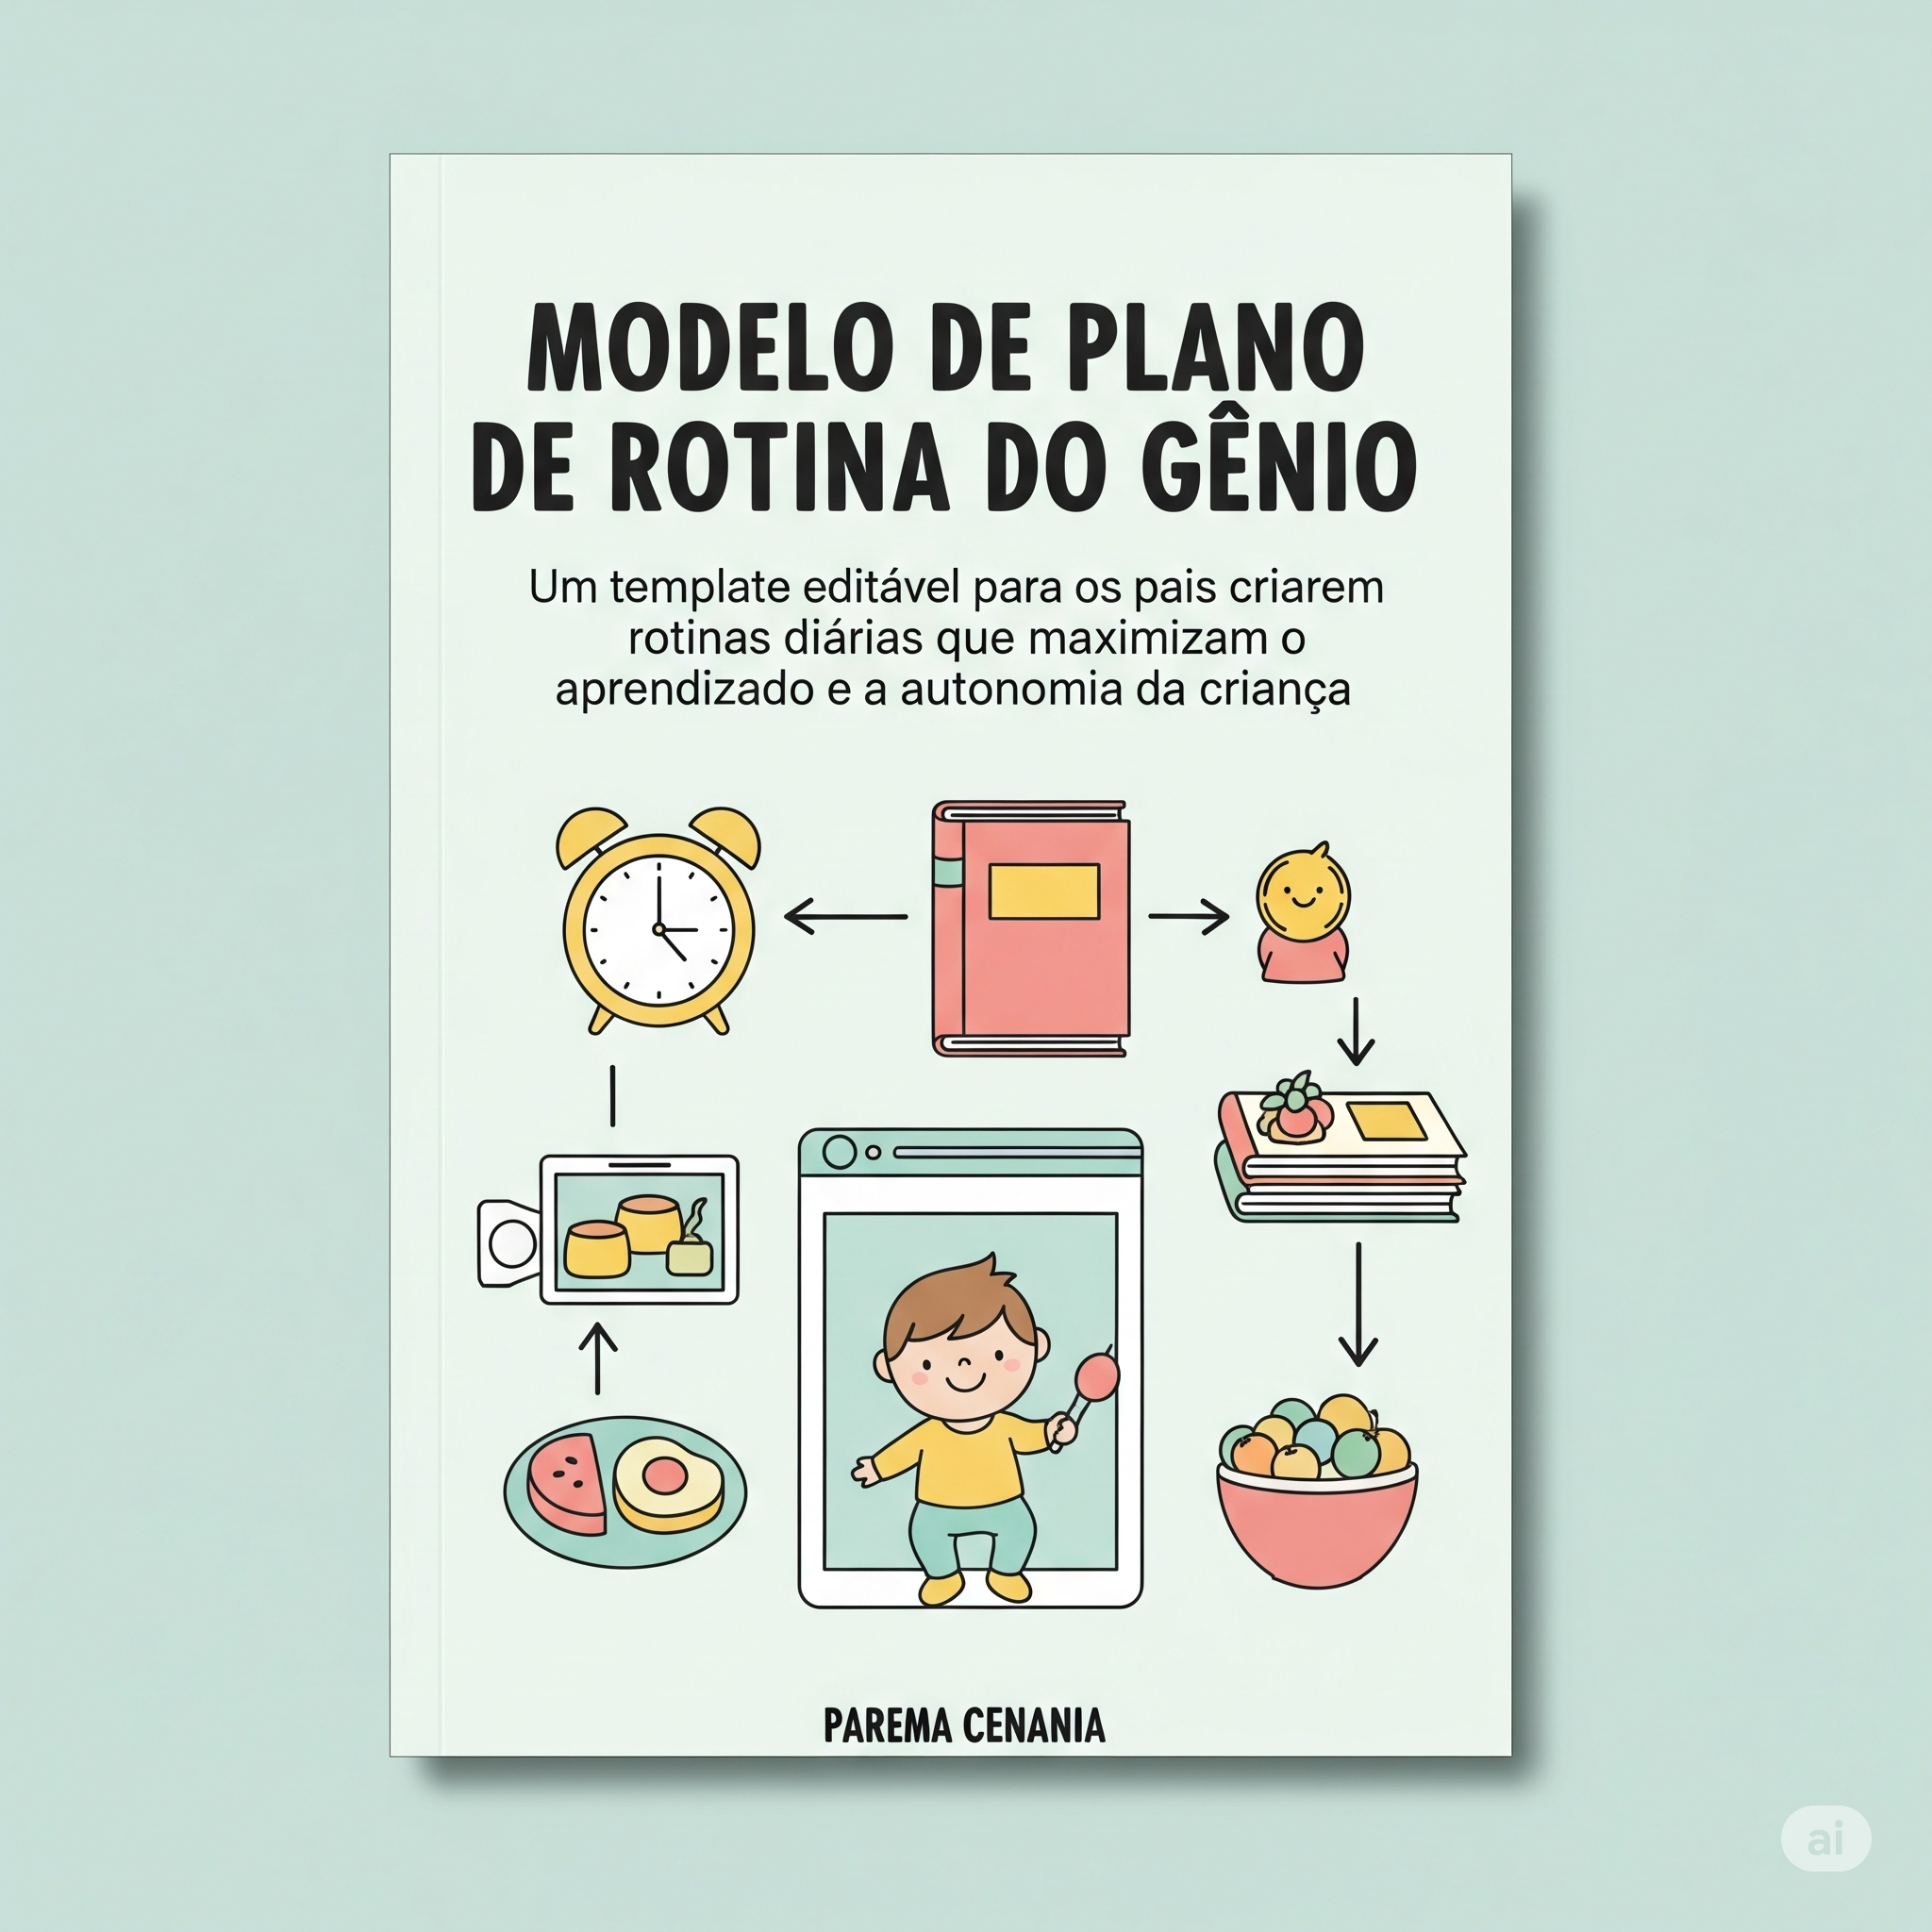 MODELO DE PLANO
DE ROTINA DO GÊNIO
Um template editável para os pais criarem
rotinas diárias que maximizam o
aprendizado e a autonomia da criança
PAREMA CENANIA
ai